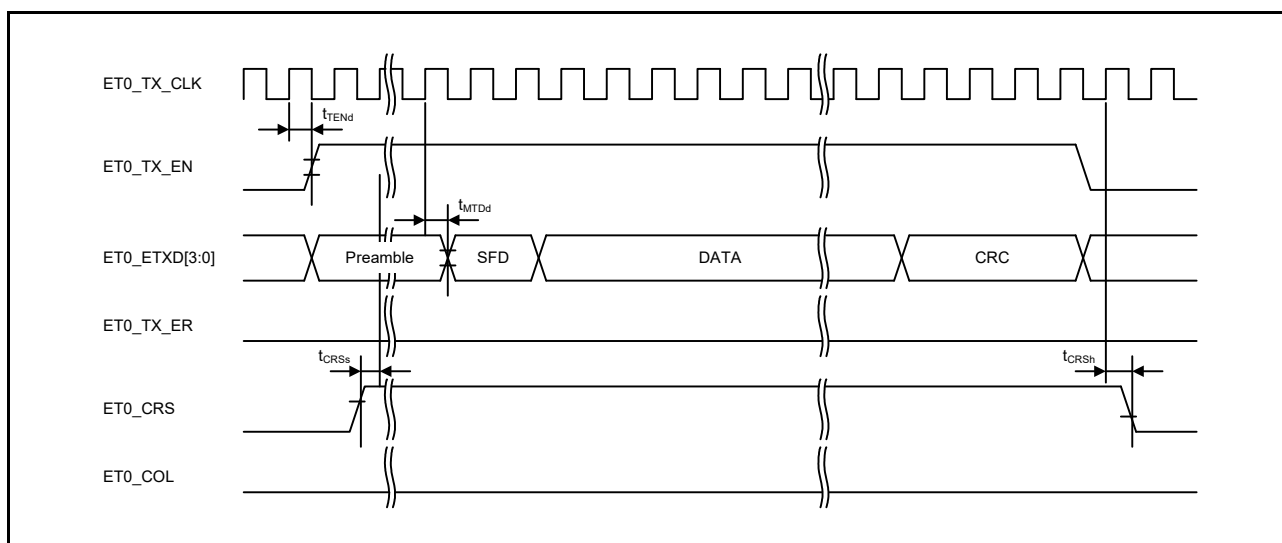 ET0_TX_CLK
tTENd
ET0_TX_EN
tMTDd
ET0_ETXD[3:0]
Preamble
SFD
DATA
CRC
ET0_TX_ER
tCRSs
tCRSh
ET0_CRS
ET0_COL